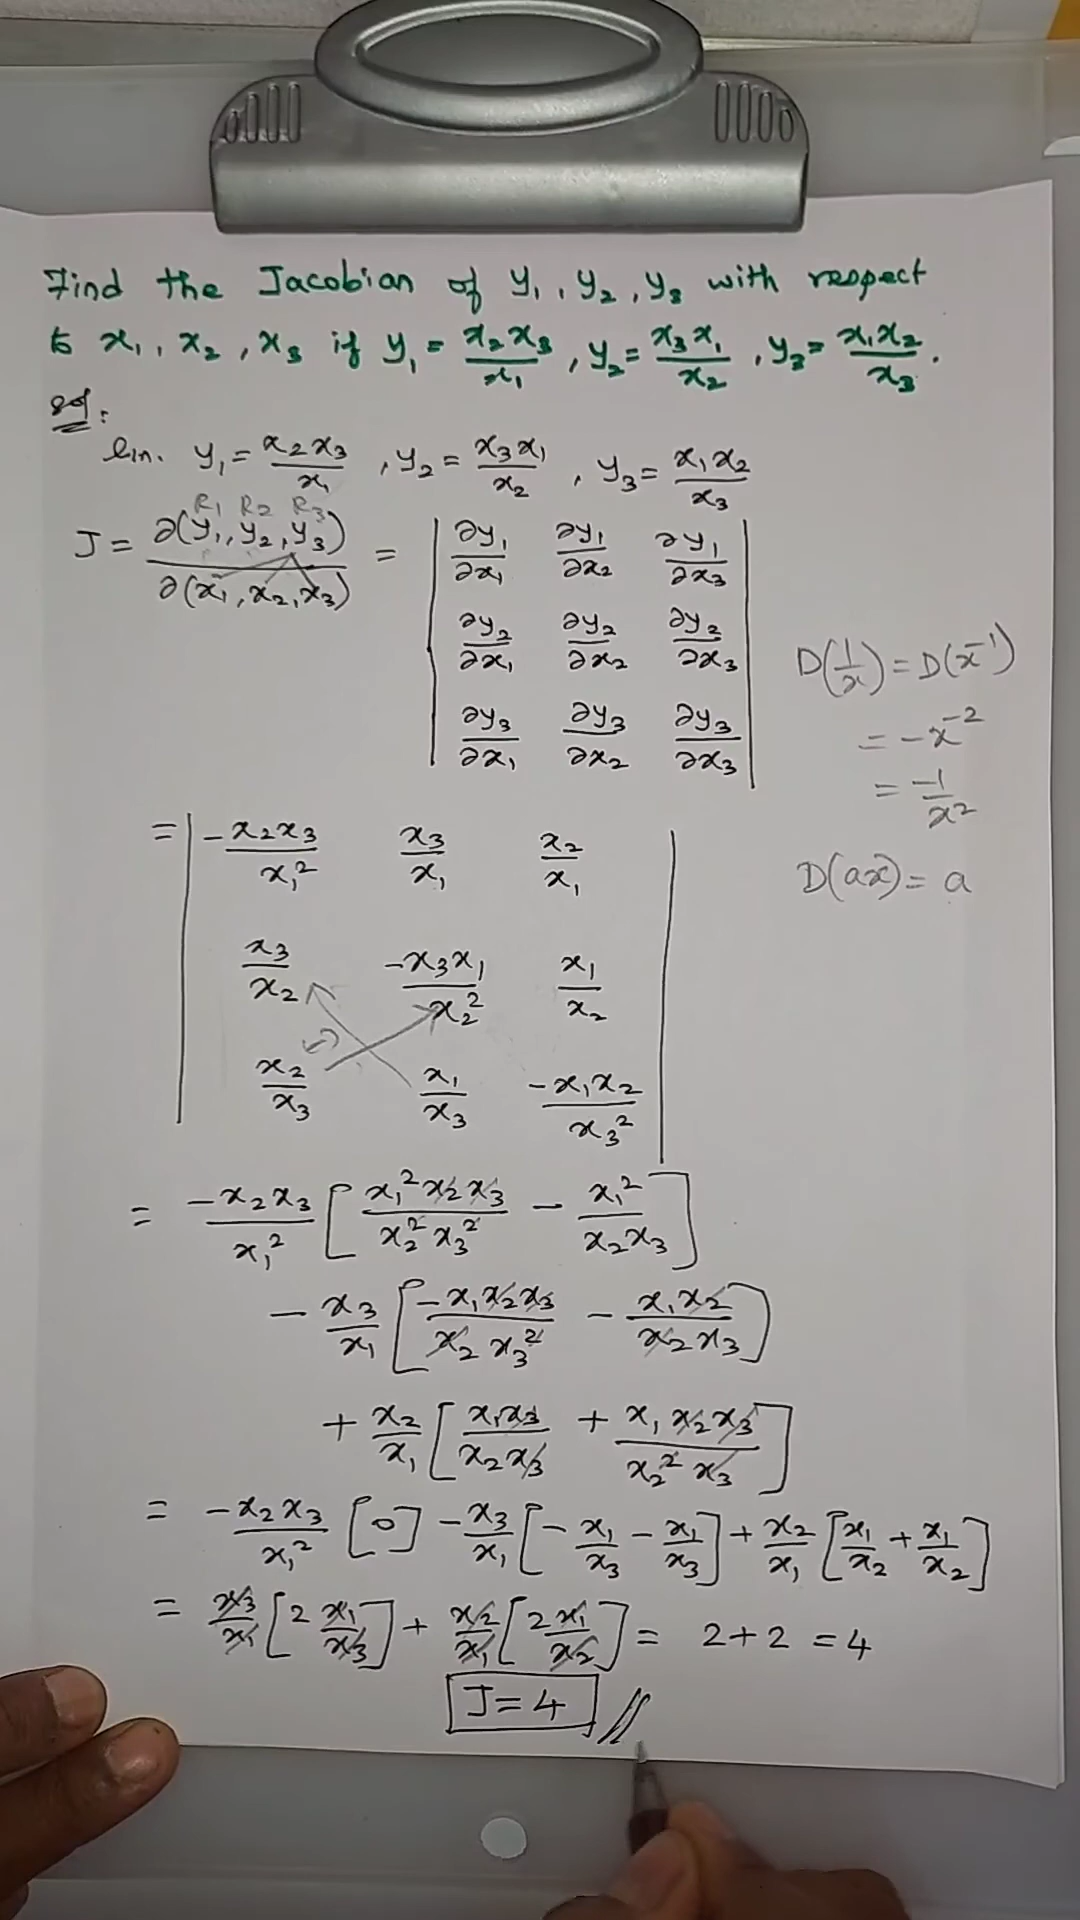 Find the Jacobian of y₁, y₂, y₃ with respect
to x₁, x₂, x₃ if y₁ = x₂x₃/x₁, y₂ = x₃x₁/x₂, y₃ = x₁x₂/x₃.
Sol:
Gn. y₁ = x₂x₃/x₁, y₂ = x₃x₁/x₂, y₃ = x₁x₂/x₃
R₁ R₂ R₃
J = ∂(y₁, y₂, y₃)/∂(x₁, x₂, x₃) = | ∂y₁/∂x₁ ∂y₁/∂x₂ ∂y₁/∂x₃ |
| ∂y₂/∂x₁ ∂y₂/∂x₂ ∂y₂/∂x₃ |
| ∂y₃/∂x₁ ∂y₃/∂x₂ ∂y₃/∂x₃ |
D(1/x) = D(x⁻¹)
= -x⁻²
= -1/x²
D(ax) = a
= | -x₂x₃/x₁² x₃/x₁ x₂/x₁ |
| x₃/x₂ -x₃x₁/x₂² x₁/x₂ |
(-)
| x₂/x₃ x₁/x₃ -x₁x₂/x₃² |
= -x₂x₃/x₁² [x₁²x₂x₃/x₂²x₃² - x₁²/x₂x₃]
- x₃/x₁ [-x₁x₂x₃/x₂x₃² - x₁x₂/x₂x₃]
+ x₂/x₁ [x₁x₃/x₂x₃ + x₁x₂x₃/x₂²x₃]
= -x₂x₃/x₁² [0] - x₃/x₁ [-x₁/x₃ - x₁/x₃] + x₂/x₁ [x₁/x₂ + x₁/x₂]
= x₃/x₁ [2 x₁/x₃] + x₂/x₁ [2x₁/x₂] = 2+2 = 4
J = 4 //